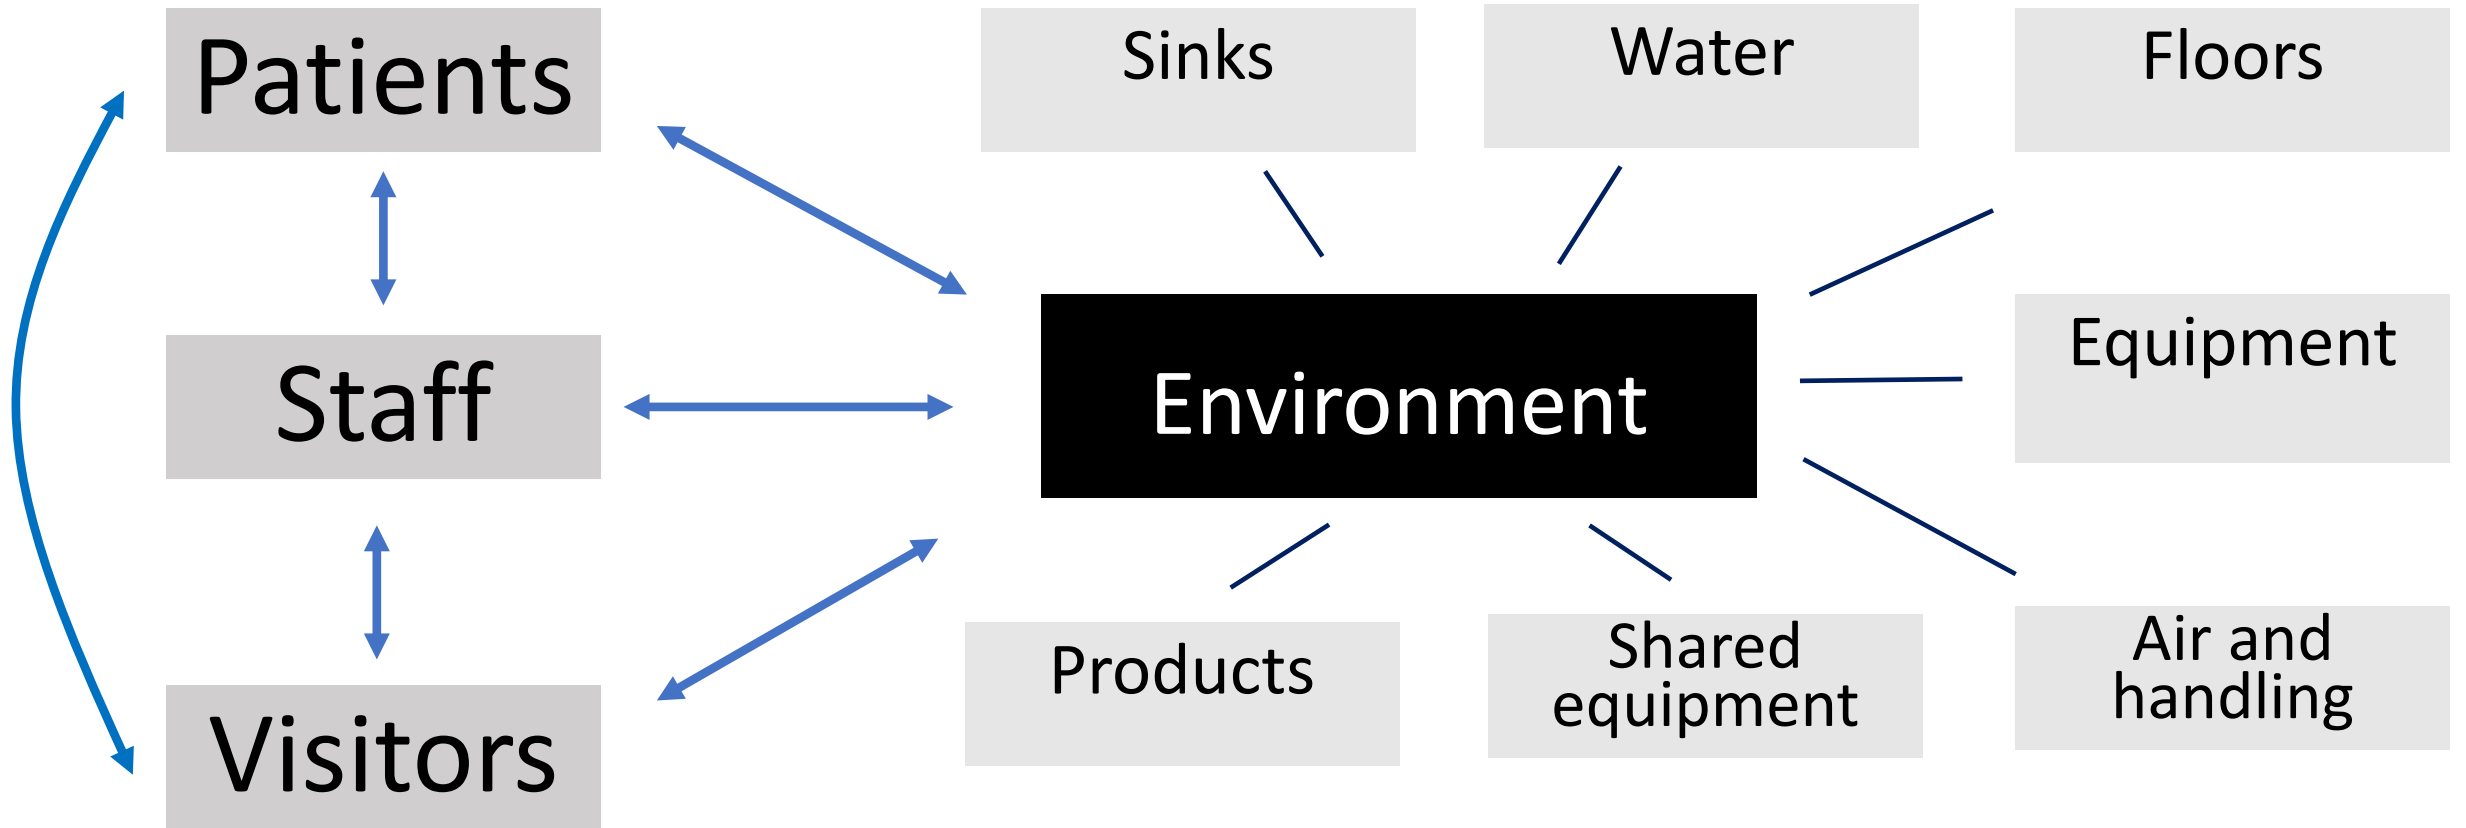 Patients
Staff
Visitors
Sinks
Water
Floors
Environment
Equipment
Products
Shared
equipment
Air and
handling